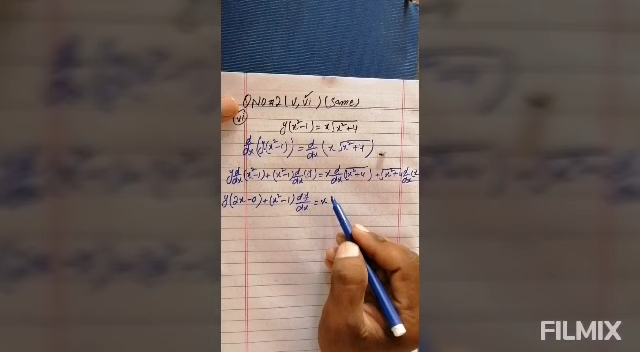 Q NO #2 (v, vi) (same)
(vi)
y(x²-1) = x√x²+4
d/dx (y(x²-1)) = d/dx (x√x²+4)
y d/dx (x²-1) + (x²-1) d/dx (y) = x d/dx (√x²+4) + √x²+4 d/dx (x
y(2x-0) + (x²-1) dy/dx = x
FILMIX